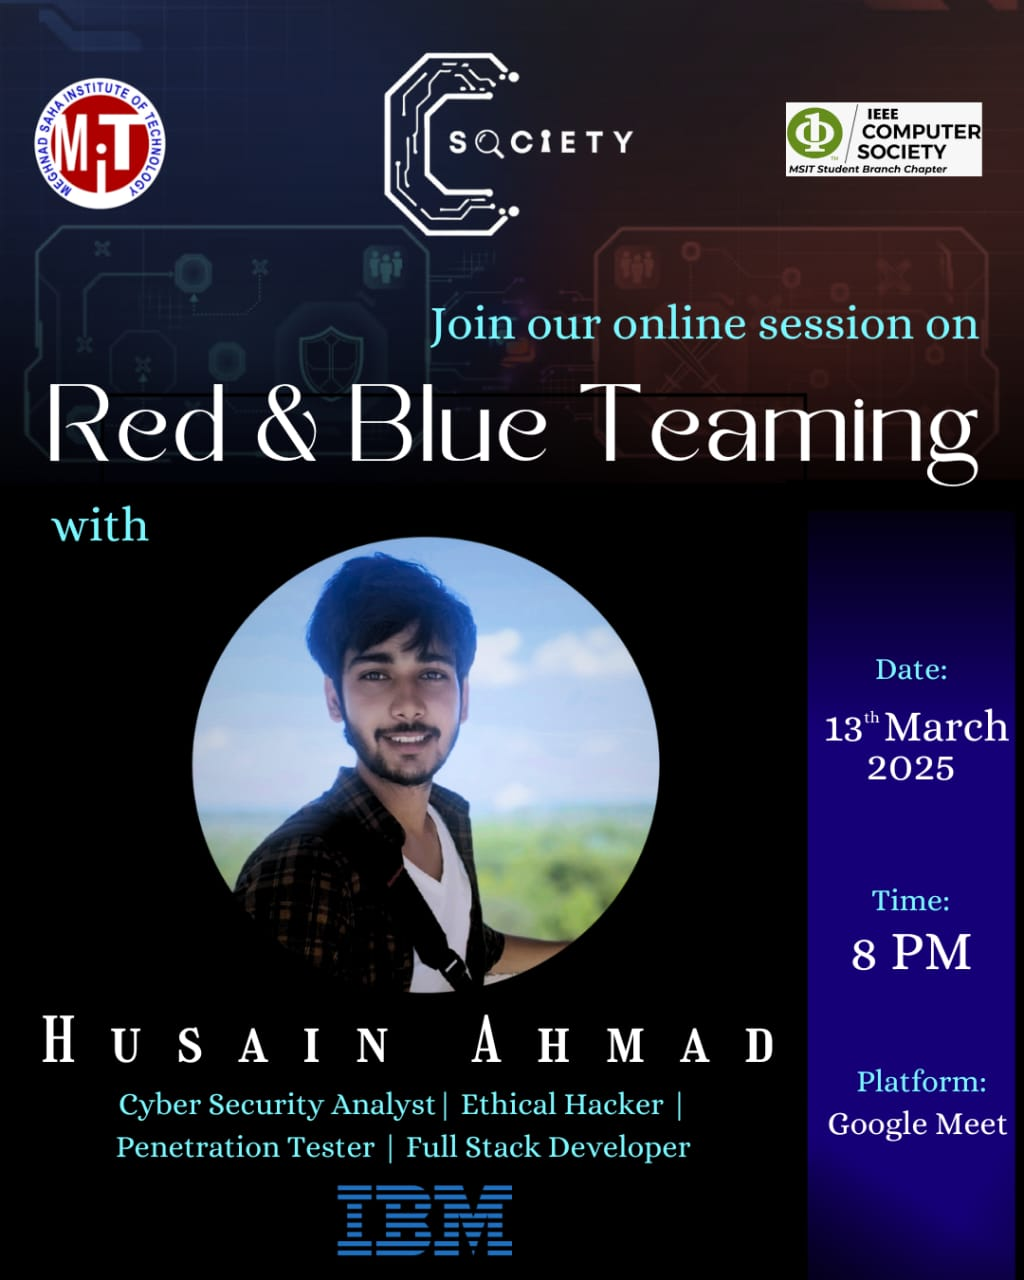 MEGHNAD SAHA INSTITUTE OF TECHNOLOGY
MiT
SOCIETY
IEEE
COMPUTER
SOCIETY
MSIT Student Branch Chapter
Join our online session on
Red & Blue Teaming
with
Date:
13th March
2025
Time:
8 PM
Platform:
Google Meet
HUSAIN AHMAD
Cyber Security Analyst| Ethical Hacker |
Penetration Tester | Full Stack Developer
IBM